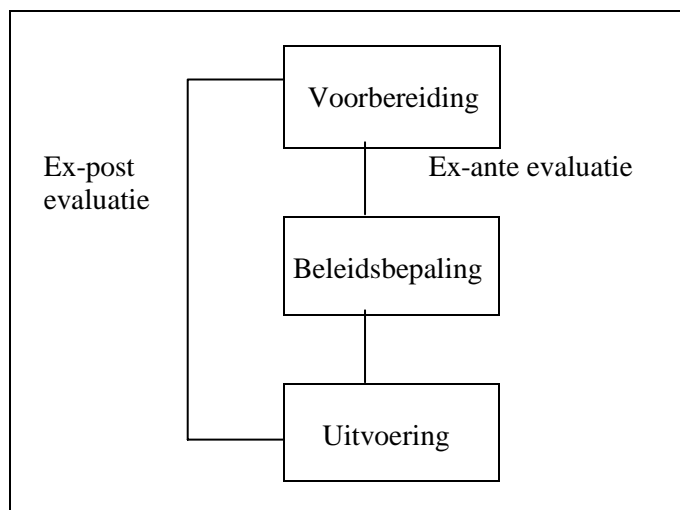 Voorbereiding
Ex-post
evaluatie
Ex-ante evaluatie
Beleidsbepaling
Uitvoering